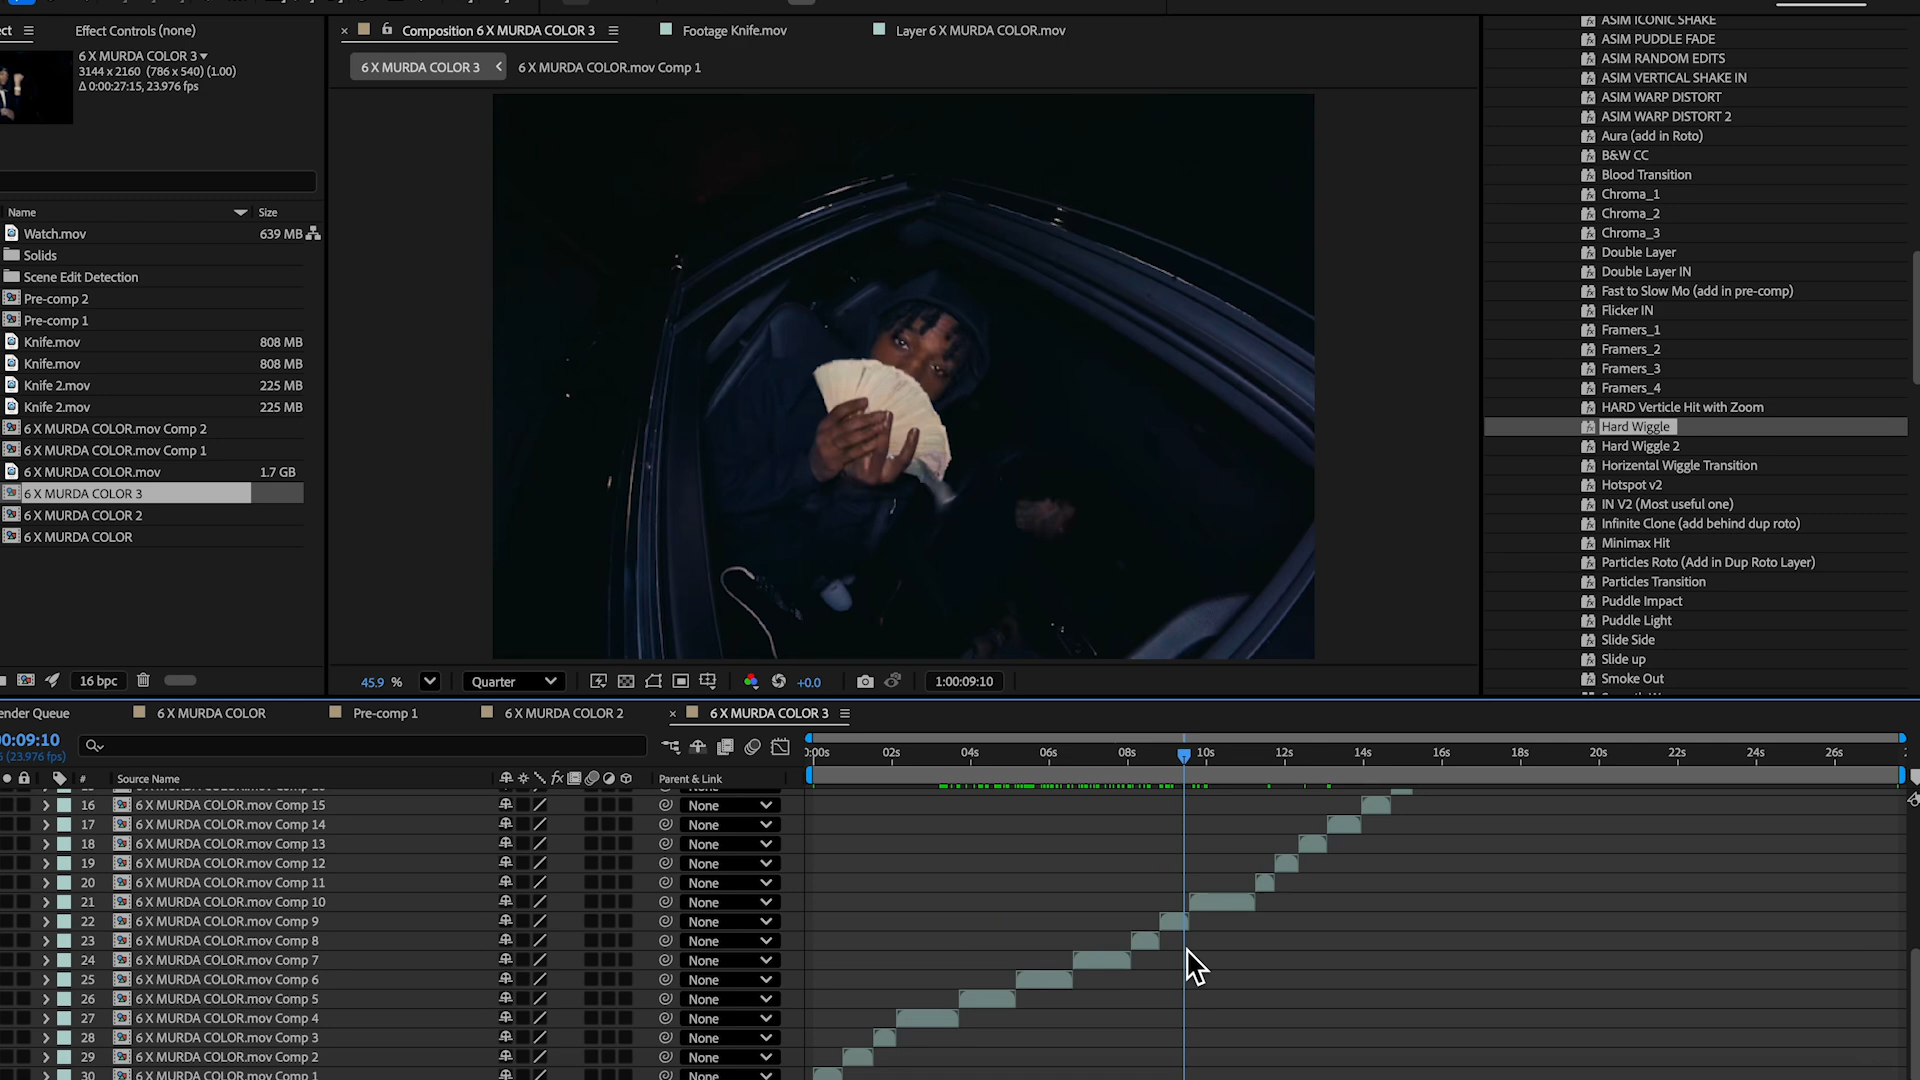 ect
Effect Controls (none)
6 X MURDA COLOR 3
3144 x 2160 (786 x 540) (1.00)
Δ 0:00:27:15, 23.976 fps
Name
Size
Watch.mov
639 MB
Solids
Scene Edit Detection
Pre-comp 2
Pre-comp 1
Knife.mov
808 MB
Knife.mov
808 MB
Knife 2.mov
225 MB
Knife 2.mov
225 MB
6 X MURDA COLOR.mov Comp 2
6 X MURDA COLOR.mov Comp 1
6 X MURDA COLOR.mov
1.7 GB
6 X MURDA COLOR 3
6 X MURDA COLOR 2
6 X MURDA COLOR
16 bpc
Composition 6 X MURDA COLOR 3
Footage Knife.mov
Layer 6 X MURDA COLOR.mov
6 X MURDA COLOR 3
6 X MURDA COLOR.mov Comp 1
45.9 %
Quarter
+0.0
1:00:09:10
ASIM ICONIC SHAKE
ASIM PUDDLE FADE
ASIM RANDOM EDITS
ASIM VERTICAL SHAKE IN
ASIM WARP DISTORT
ASIM WARP DISTORT 2
Aura (add in Roto)
B&W CC
Blood Transition
Chroma_1
Chroma_2
Chroma_3
Double Layer
Double Layer IN
Fast to Slow Mo (add in pre-comp)
Flicker IN
Framers_1
Framers_2
Framers_3
Framers_4
HARD Verticle Hit with Zoom
Hard Wiggle
Hard Wiggle 2
Horizental Wiggle Transition
Hotspot v2
IN V2 (Most useful one)
Infinite Clone (add behind dup roto)
Minimax Hit
Particles Roto (Add in Dup Roto Layer)
Particles Transition
Puddle Impact
Puddle Light
Slide Side
Slide up
Smoke Out
ender Queue
6 X MURDA COLOR
Pre-comp 1
6 X MURDA COLOR 2
6 X MURDA COLOR 3
00:09:10
(23.976 fps)
:00s 02s 04s 06s 08s 10s 12s 14s 16s 18s 20s 22s 24s 26s
# Source Name
Parent & Link
16 6 X MURDA COLOR.mov Comp 15 None
17 6 X MURDA COLOR.mov Comp 14 None
18 6 X MURDA COLOR.mov Comp 13 None
19 6 X MURDA COLOR.mov Comp 12 None
20 6 X MURDA COLOR.mov Comp 11 None
21 6 X MURDA COLOR.mov Comp 10 None
22 6 X MURDA COLOR.mov Comp 9 None
23 6 X MURDA COLOR.mov Comp 8 None
24 6 X MURDA COLOR.mov Comp 7 None
25 6 X MURDA COLOR.mov Comp 6 None
26 6 X MURDA COLOR.mov Comp 5 None
27 6 X MURDA COLOR.mov Comp 4 None
28 6 X MURDA COLOR.mov Comp 3 None
29 6 X MURDA COLOR.mov Comp 2 None
30 6 X MURDA COLOR.mov Comp 1 None